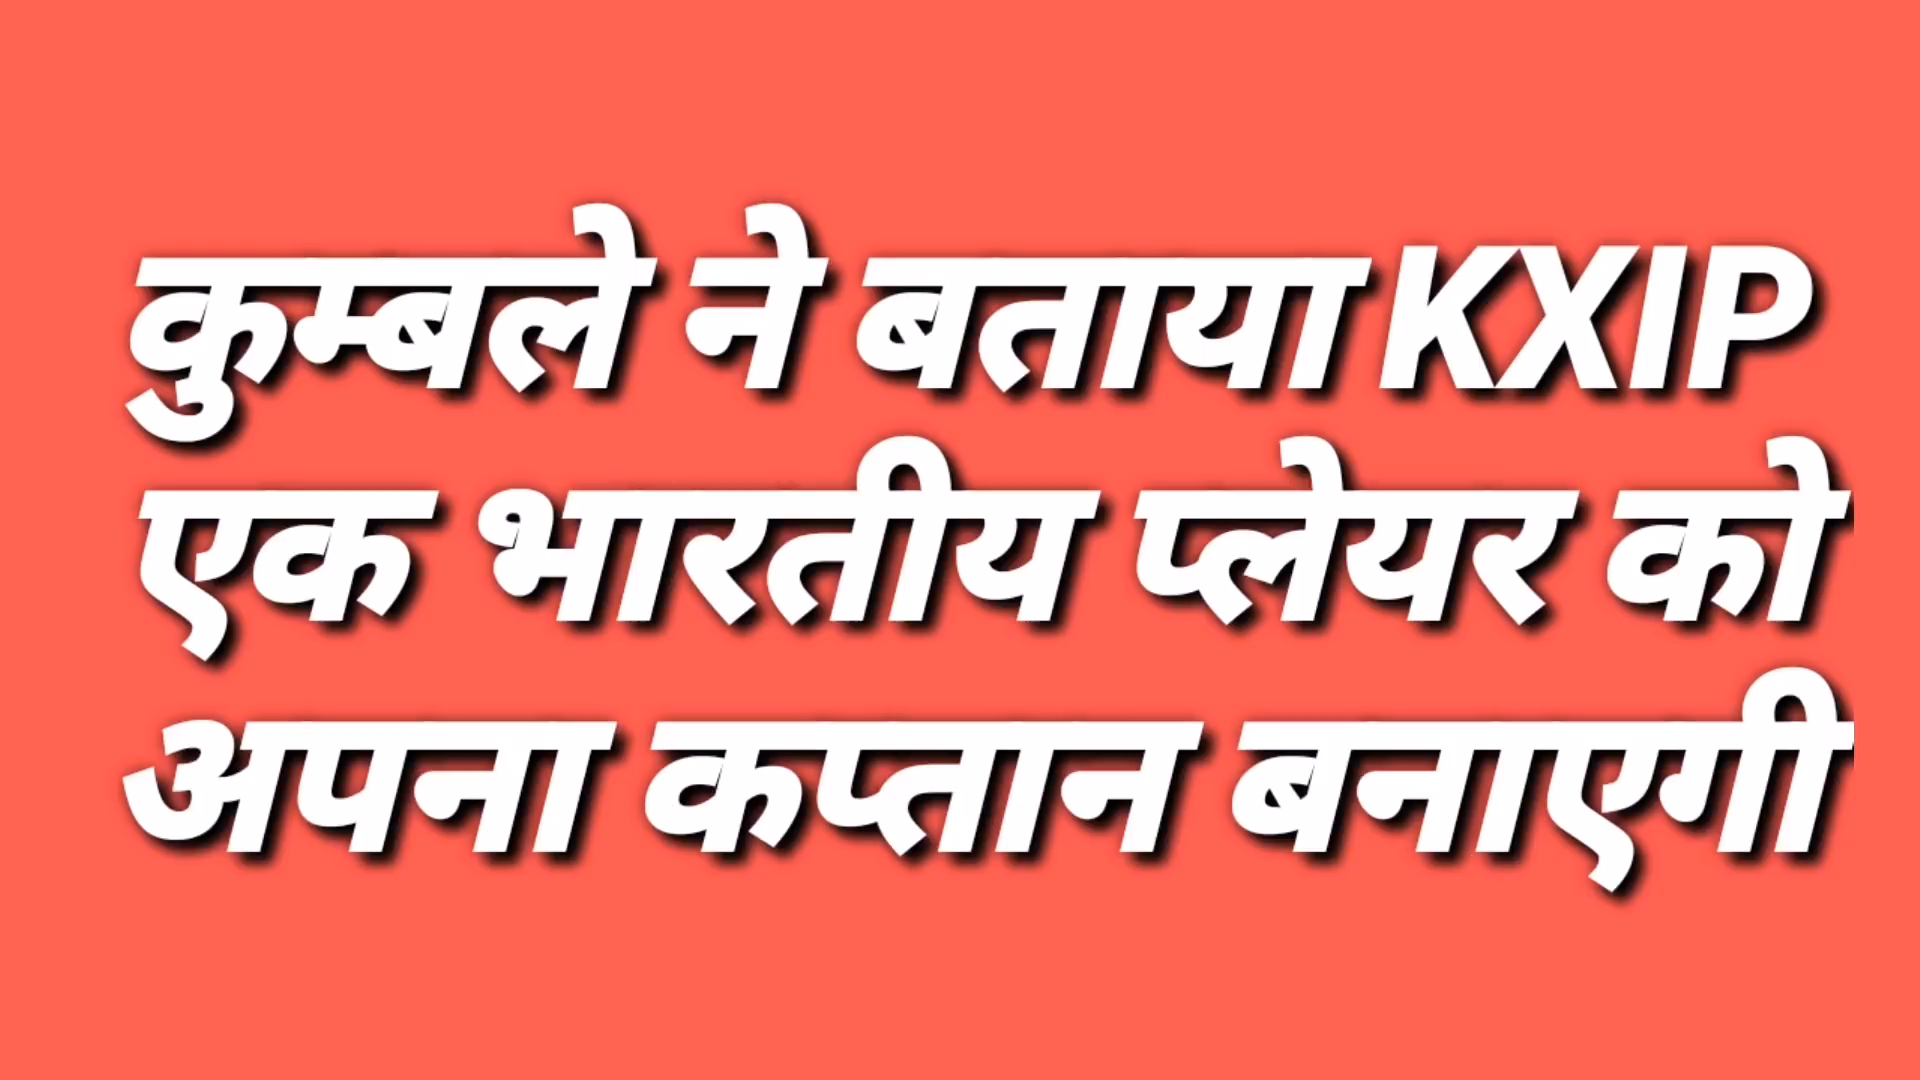 कुम्बले ने बताया KXIP
एक भारतीय प्लेयर को
अपना कप्तान बनाएगी